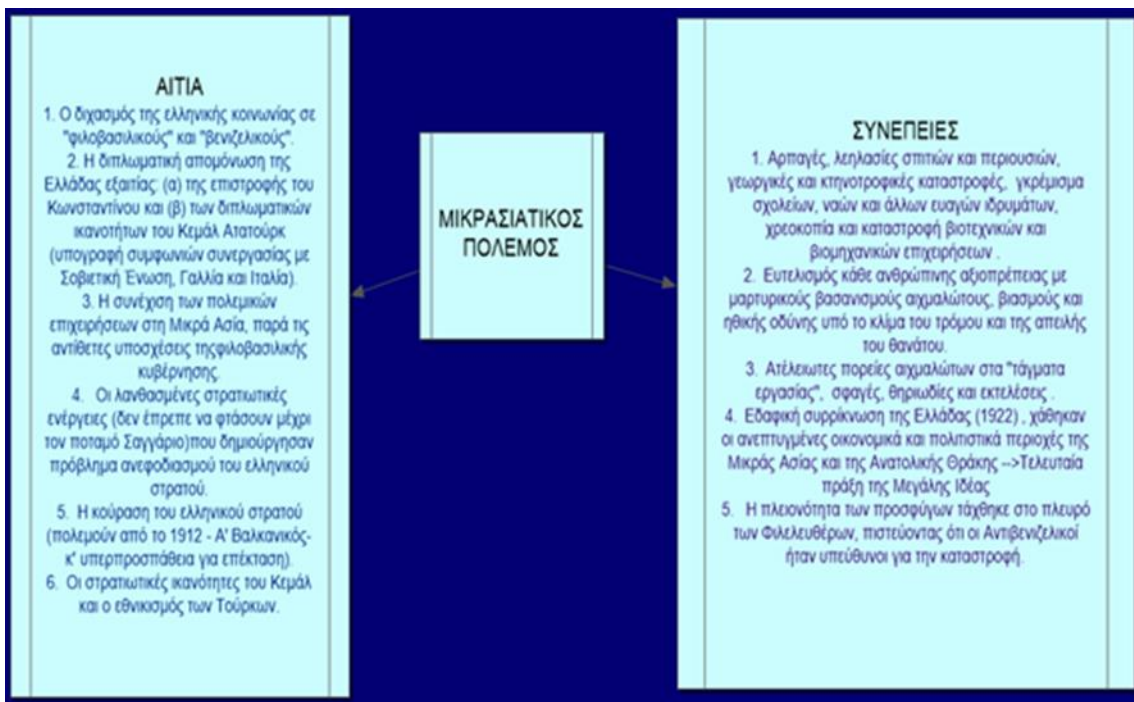 ΑΙΤΙΑ
1. Ο διχασμός της ελληνικής κοινωνίας σε
"φιλοβασιλικούς" και "βενιζελικούς".
2. Η διπλωματική απομόνωση της
Ελλάδας εξαιτίας: (α) της επιστροφής του
Κωνσταντίνου και (β) των διπλωματικών
ικανοτήτων του Κεμάλ Ατατούρκ
(υπογραφή συμφωνιών συνεργασίας με
Σοβιετική Ένωση, Γαλλία και Ιταλία).
3. Η συνέχιση των πολεμικών
επιχειρήσεων στη Μικρά Ασία, παρά τις
αντίθετες υποσχέσεις τηςφιλοβασιλικής
κυβέρνησης.
4. Οι λανθασμένες στρατιωτικές
ενέργειες (δεν έπρεπε να φτάσουν μέχρι
τον ποταμό Σαγγάριο)που δημιούργησαν
πρόβλημα ανεφοδιασμού του ελληνικού
στρατού.
5. Η κούραση του ελληνικού στρατού
(πολεμούν από το 1912 - Α' Βαλκανικός-
κ' υπερπροσπάθεια για επέκταση).
6. Οι στρατιωτικές ικανότητες του Κεμάλ
και ο εθνικισμός των Τούρκων.
ΜΙΚΡΑΣΙΑΤΙΚΟΣ
ΠΟΛΕΜΟΣ
ΣΥΝΕΠΕΙΕΣ
1. Αρπαγές, λεηλασίες σπιτιών και περιουσιών,
γεωργικές και κτηνοτροφικές καταστροφές, γκρέμισμα
σχολείων, ναών και άλλων ευαγών ιδρυμάτων,
χρεοκοπία και καταστροφή βιοτεχνικών και
βιομηχανικών επιχειρήσεων .
2. Ευτελισμός κάθε ανθρώπινης αξιοπρέπειας με
μαρτυρικούς βασανισμούς αιχμαλώτους, βιασμούς και
ηθικής οδύνης υπό το κλίμα του τρόμου και της απειλής
του θανάτου.
3. Ατέλειωτες πορείες αιχμαλώτων στα "τάγματα
εργασίας", σφαγές, θηριωδίες και εκτελέσεις .
4. Εδαφική συρρίκνωση της Ελλάδας (1922) , χάθηκαν
οι ανεπτυγμένες οικονομικά και πολιτιστικά περιοχές της
Μικράς Ασίας και της Ανατολικής Θράκης -->Τελευταία
πράξη της Μεγάλης Ιδέας
5. Η πλειονότητα των προσφύγων τάχθηκε στο πλευρό
των Φιλελευθέρων, πιστεύοντας ότι οι Αντιβενιζελικοί
ήταν υπεύθυνοι για την καταστροφή.